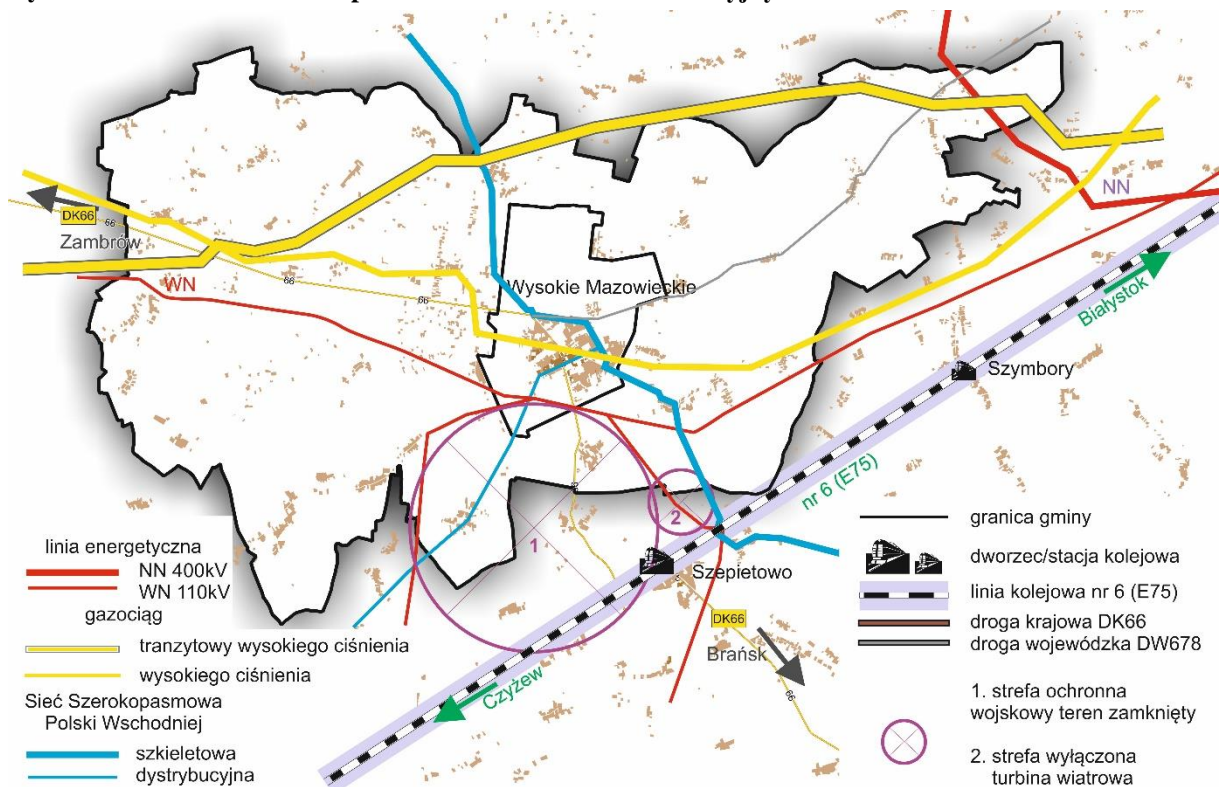 NN
DK66
66
Zambrów
WN
66
66
Wysokie Mazowieckie
Białystok
Szymbory
nr 6 (E75)
1
2
Szepietowo
DK66
Brańsk
66
Czyżew
linia energetyczna
NN 400kV
WN 110kV
gazociąg
tranzytowy wysokiego ciśnienia
wysokiego ciśnienia
Sieć Szerokopasmowa
Polski Wschodniej
szkieletowa
dystrybucyjna
granica gminy
dworzec/stacja kolejowa
linia kolejowa nr 6 (E75)
droga krajowa DK66
droga wojewódzka DW678
1. strefa ochronna
wojskowy teren zamknięty
2. strefa wyłączona
turbina wiatrowa